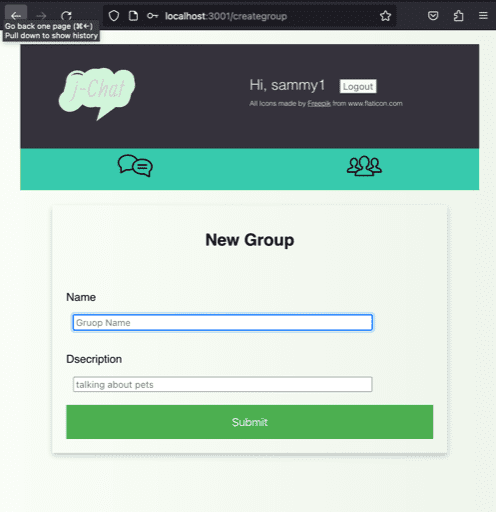 localhost:3001/creategroup
Go back one page (⌘←)
Pull down to show history
j-Chat
Hi, sammy1
Logout
All Icons made by Freepik from www.flaticon.com
New Group
Name
Gruop Name
Dsecription
talking about pets
Submit